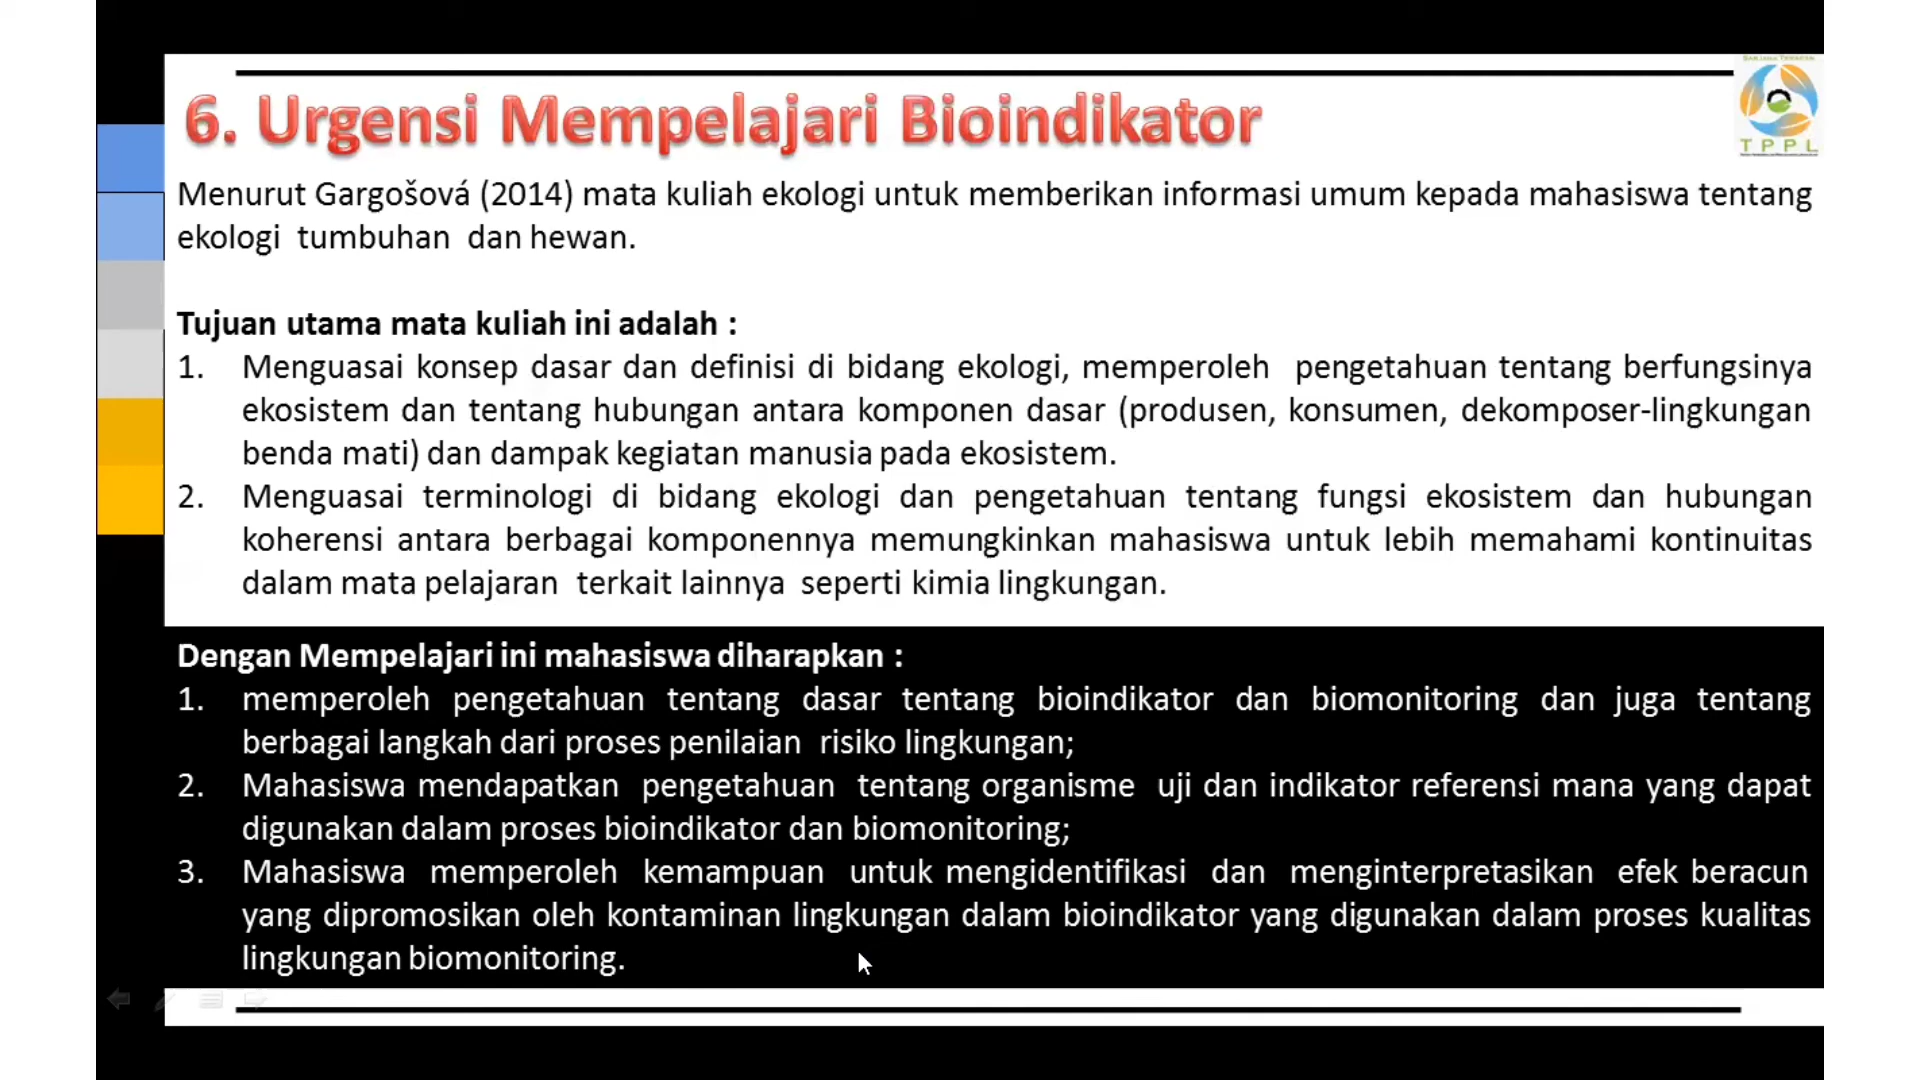 SARJANA TERAPAN
6. Urgensi Mempelajari Bioindikator
TPPL
Menurut Gargošová (2014) mata kuliah ekologi untuk memberikan informasi umum kepada mahasiswa tentang
ekologi tumbuhan dan hewan.
Tujuan utama mata kuliah ini adalah :
1. Menguasai konsep dasar dan definisi di bidang ekologi, memperoleh pengetahuan tentang berfungsinya
ekosistem dan tentang hubungan antara komponen dasar (produsen, konsumen, dekomposer-lingkungan
benda mati) dan dampak kegiatan manusia pada ekosistem.
2. Menguasai terminologi di bidang ekologi dan pengetahuan tentang fungsi ekosistem dan hubungan
koherensi antara berbagai komponennya memungkinkan mahasiswa untuk lebih memahami kontinuitas
dalam mata pelajaran terkait lainnya seperti kimia lingkungan.
Dengan Mempelajari ini mahasiswa diharapkan :
1. memperoleh pengetahuan tentang dasar tentang bioindikator dan biomonitoring dan juga tentang
berbagai langkah dari proses penilaian risiko lingkungan;
2. Mahasiswa mendapatkan pengetahuan tentang organisme uji dan indikator referensi mana yang dapat
digunakan dalam proses bioindikator dan biomonitoring;
3. Mahasiswa memperoleh kemampuan untuk mengidentifikasi dan menginterpretasikan efek beracun
yang dipromosikan oleh kontaminan lingkungan dalam bioindikator yang digunakan dalam proses kualitas
lingkungan biomonitoring.